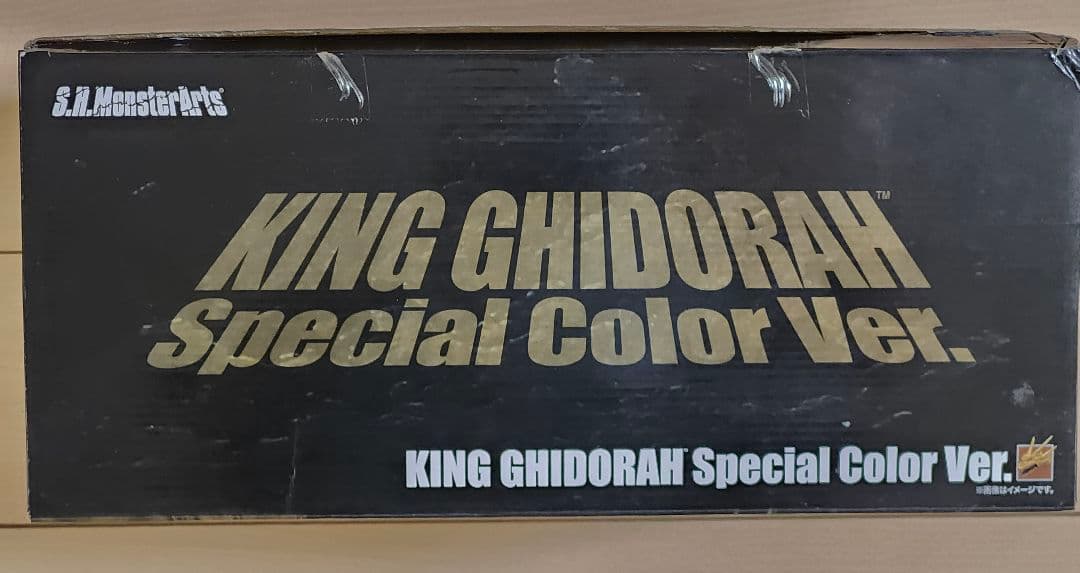 S.H.MonsterArts
KING GHIDORAH™
Special Color Ver.
KING GHIDORAH™ Special Color Ver.
※画像はイメージです。